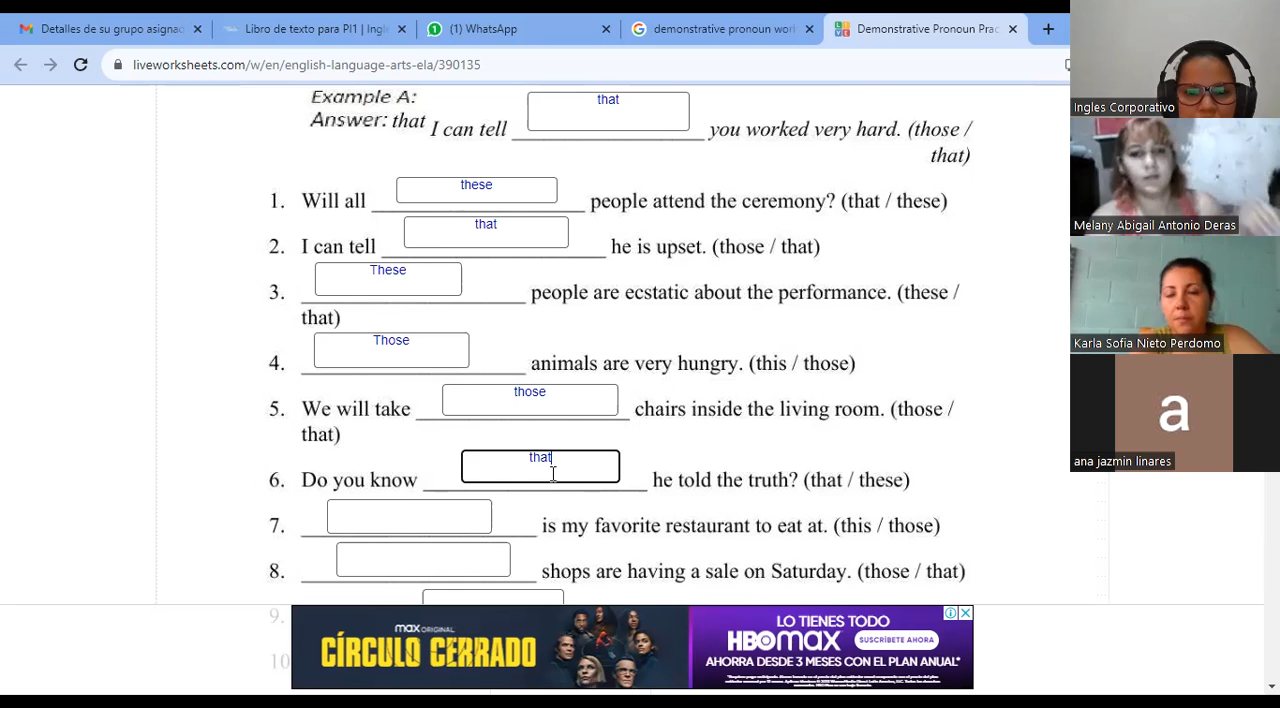 Detalles de su grupo asignac
Libro de texto para PI1 | Ingl
(1) WhatsApp
demonstrative pronoun wor
Demonstrative Pronoun Prac
liveworksheets.com/w/en/english-language-arts-ela/390135
Example A:
that
Answer: that I can tell you worked very hard. (those /
that)
these
1. Will all people attend the ceremony? (that / these)
that
2. I can tell he is upset. (those / that)
These
3. people are ecstatic about the performance. (these /
that)
Those
4. animals are very hungry. (this / those)
those
5. We will take chairs inside the living room. (those /
that)
that
6. Do you know he told the truth? (that / these)
7. is my favorite restaurant to eat at. (this / those)
8. shops are having a sale on Saturday. (those / that)
9.
10
max ORIGINAL
CÍRCULO CERRADO
LO TIENES TODO
HBOmax
SUSCRÍBETE AHORA
AHORA DESDE 3 MESES CON EL PLAN ANUAL*
Ingles Corporativo
Melany Abigail Antonio Deras
Karla Sofia Nieto Perdomo
a
ana jazmin linares